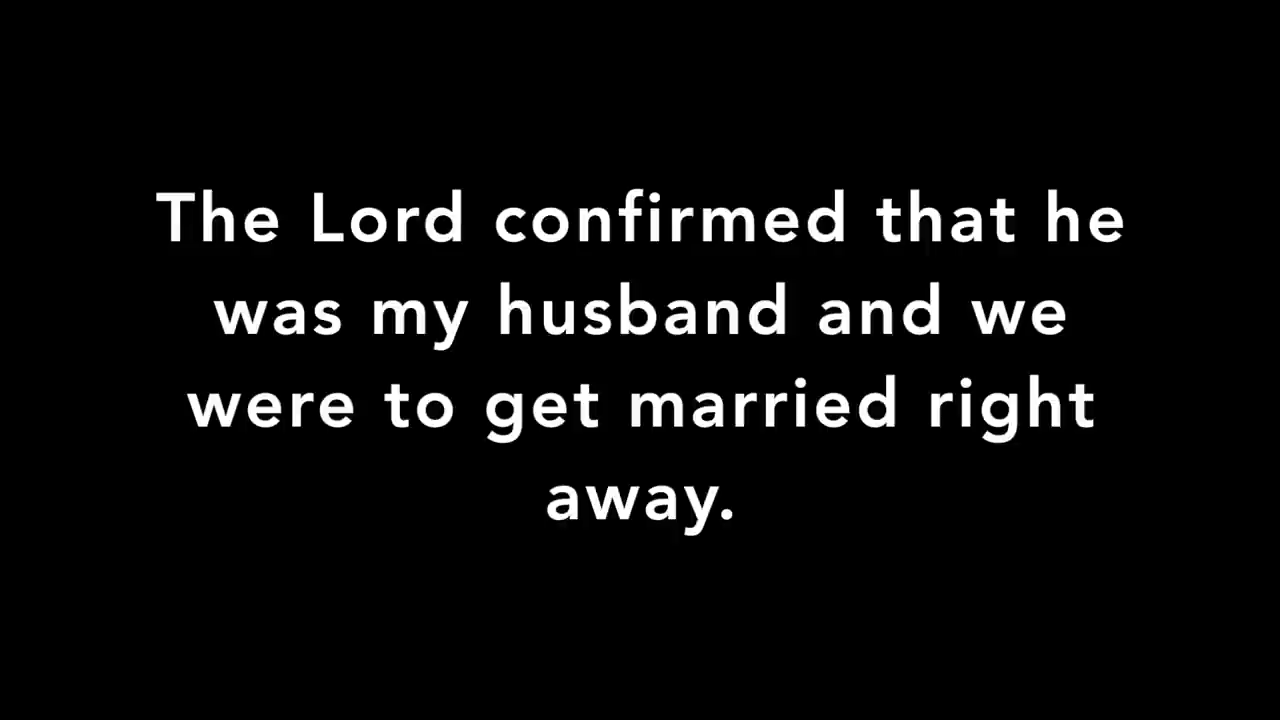 The Lord confirmed that he
was my husband and we
were to get married right
away.